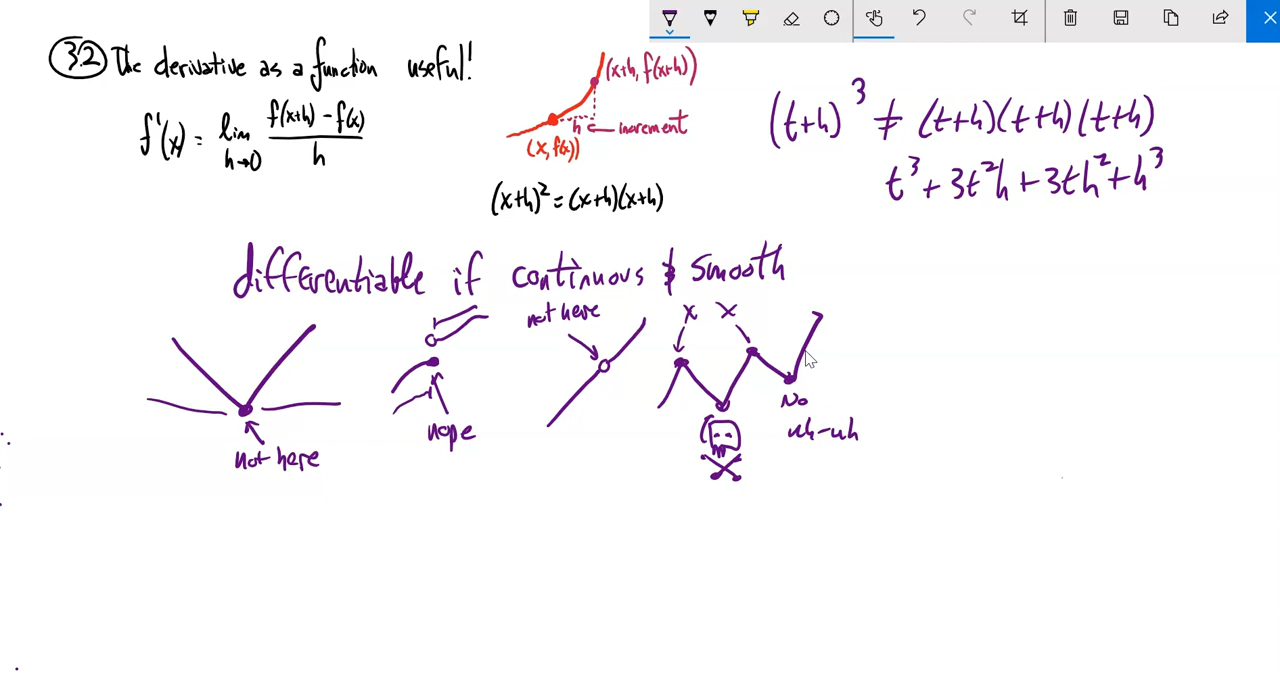 3.2 The derivative as a function useful!
f'(x) = lim h→0 f(x+h) - f(x) / h
(x+h, f(x+h))
h ← increment
(x, f(x))
(x+h)² = (x+h)(x+h)
(t+h)³ ≠ (t+h)(t+h)(t+h)
t³ + 3t²h + 3th² + h³
differentiable if continuous & smooth
not here
nope
not here
x x
No
uh-uh